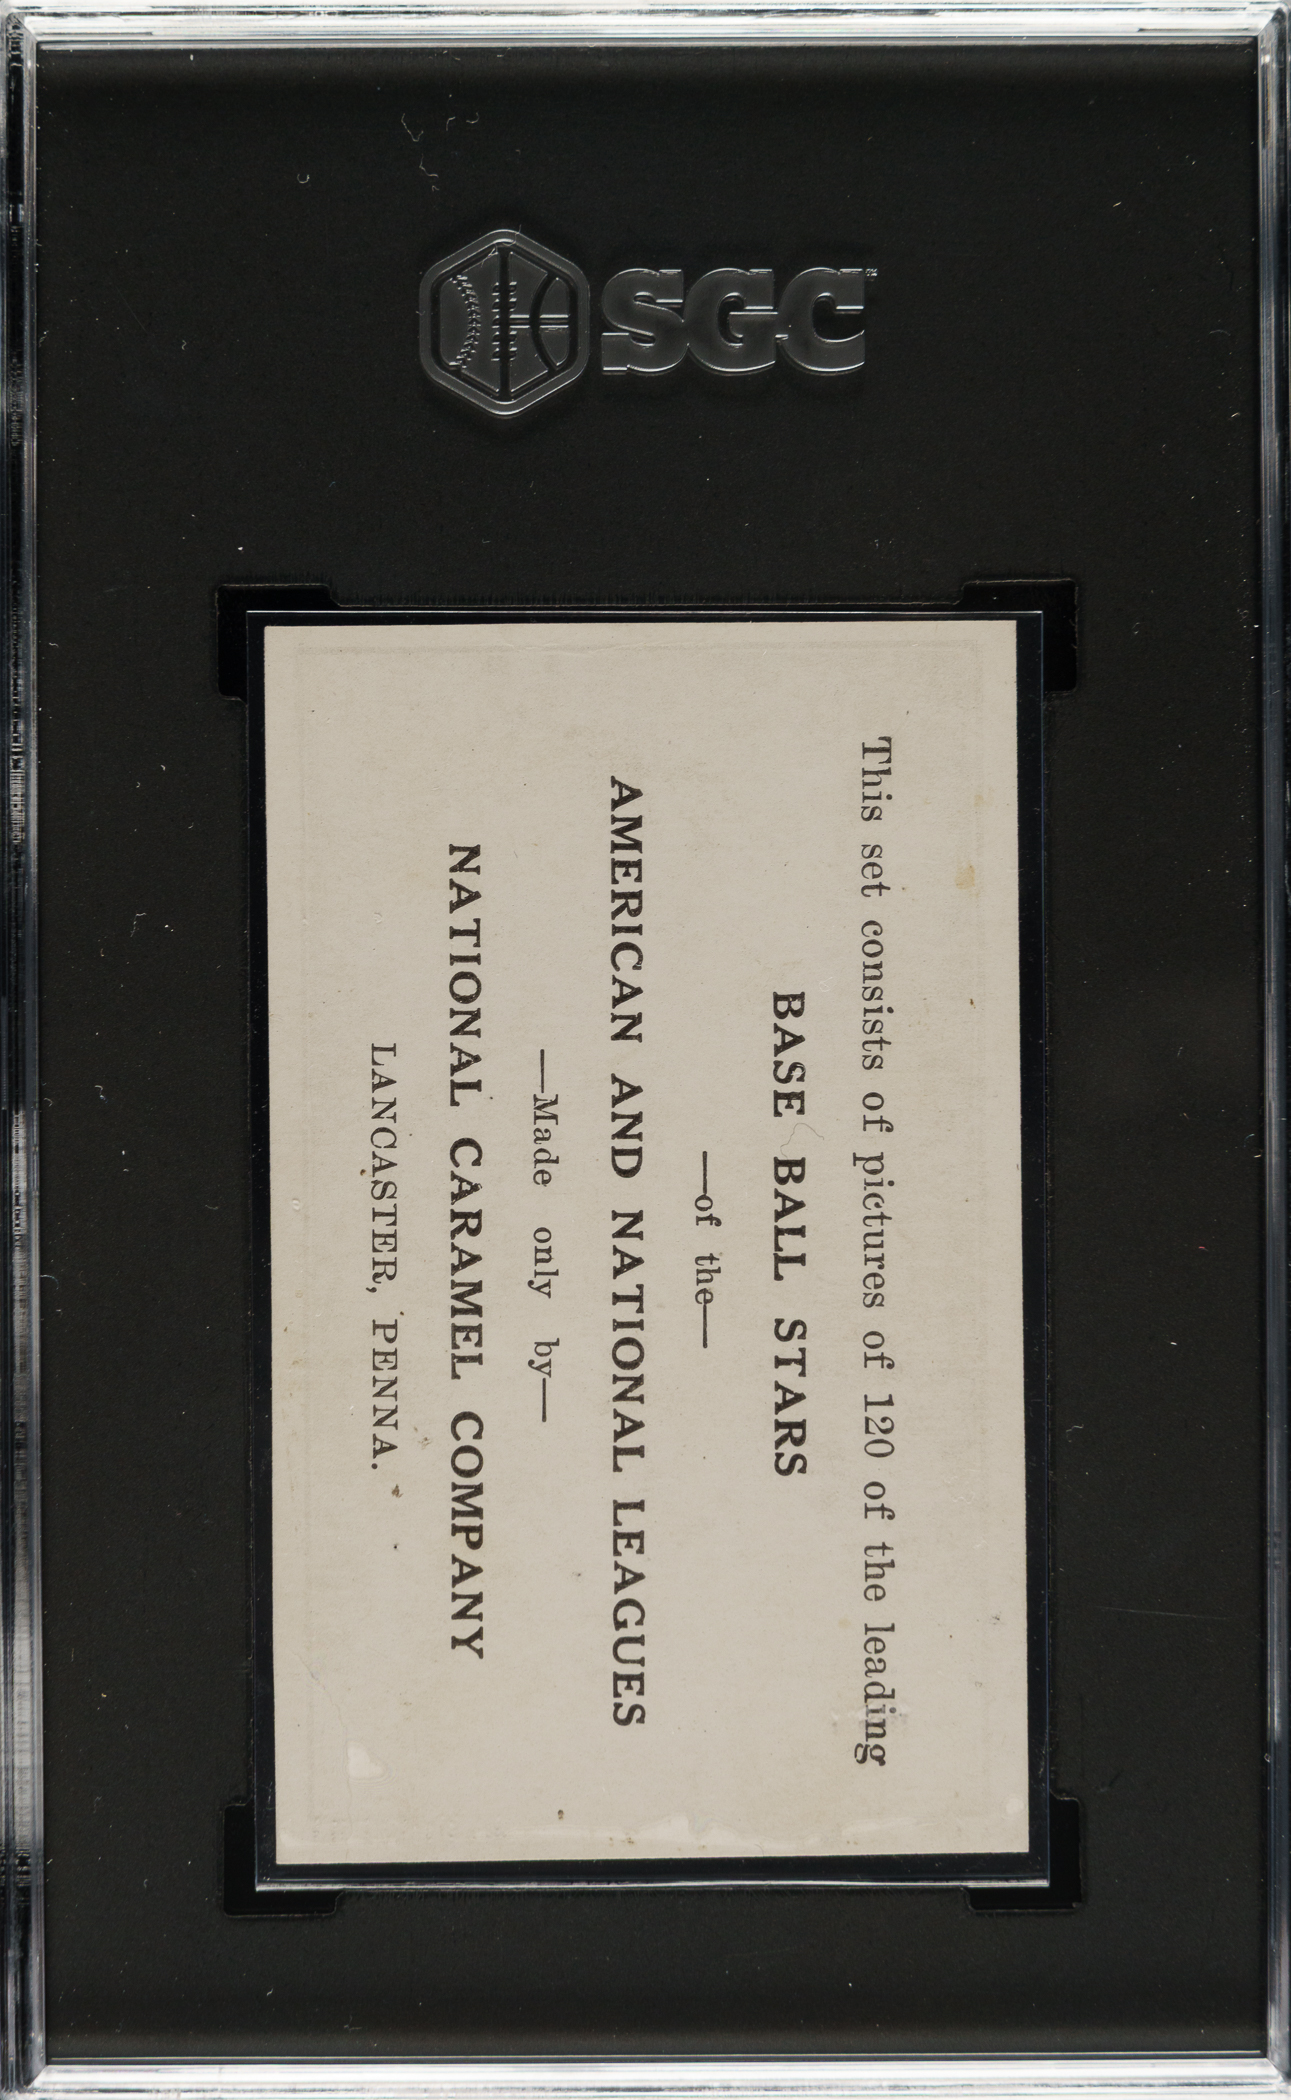 SGC
This set consists of pictures of 120 of the leading
BASE BALL STARS
—of the—
AMERICAN AND NATIONAL LEAGUES
—Made only by—
NATIONAL CARAMEL COMPANY
LANCASTER, PENNA.